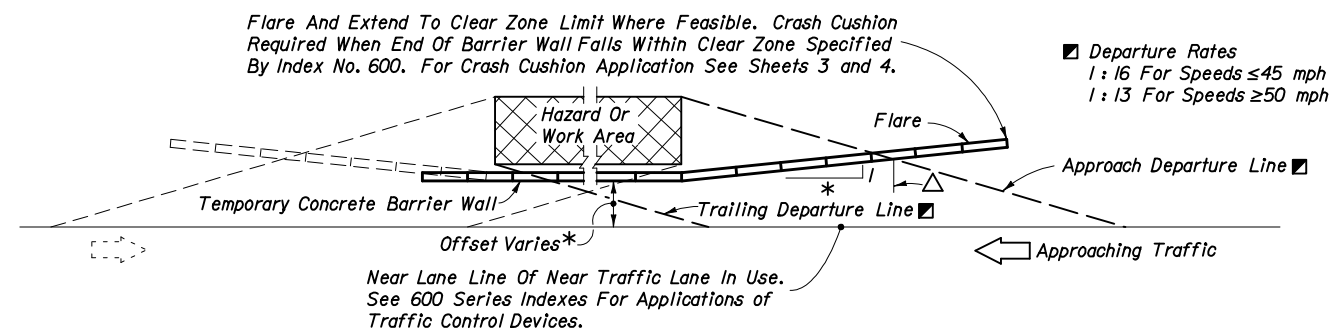 Flare And Extend To Clear Zone Limit Where Feasible. Crash Cushion
Required When End Of Barrier Wall Falls Within Clear Zone Specified
By Index No. 600. For Crash Cushion Application See Sheets 3 and 4.
Departure Rates
1:16 For Speeds ≤45 mph
1:13 For Speeds ≥50 mph
Hazard Or
Work Area
Flare
Approach Departure Line
* 1
Temporary Concrete Barrier Wall
Trailing Departure Line
Offset Varies*
Approaching Traffic
Near Lane Line Of Near Traffic Lane In Use.
See 600 Series Indexes For Applications of
Traffic Control Devices.